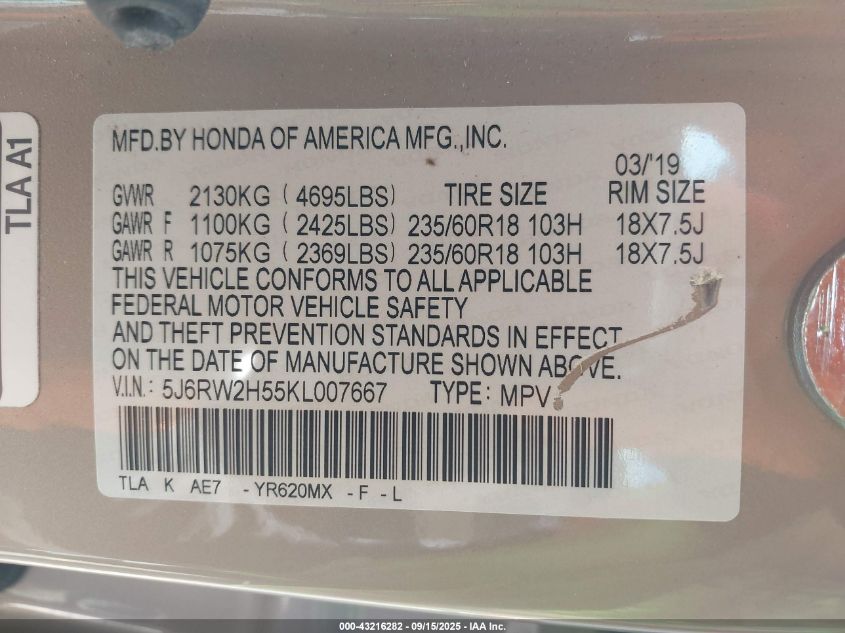 TLA A1
MFD.BY HONDA OF AMERICA MFG.,INC.
03/'19
GVWR 2130KG ( 4695LBS) TIRE SIZE RIM SIZE
GAWR F 1100KG ( 2425LBS) 235/60R18 103H 18X7.5J
GAWR R 1075KG ( 2369LBS) 235/60R18 103H 18X7.5J
THIS VEHICLE CONFORMS TO ALL APPLICABLE
FEDERAL MOTOR VEHICLE SAFETY
AND THEFT PREVENTION STANDARDS IN EFFECT
ON THE DATE OF MANUFACTURE SHOWN ABOVE.
V.I.N.: 5J6RW2H55KL007667 TYPE: MPV
TLA K AE7 -YR620MX -F -L
000-43216282 - 09/15/2025 - IAA Inc.